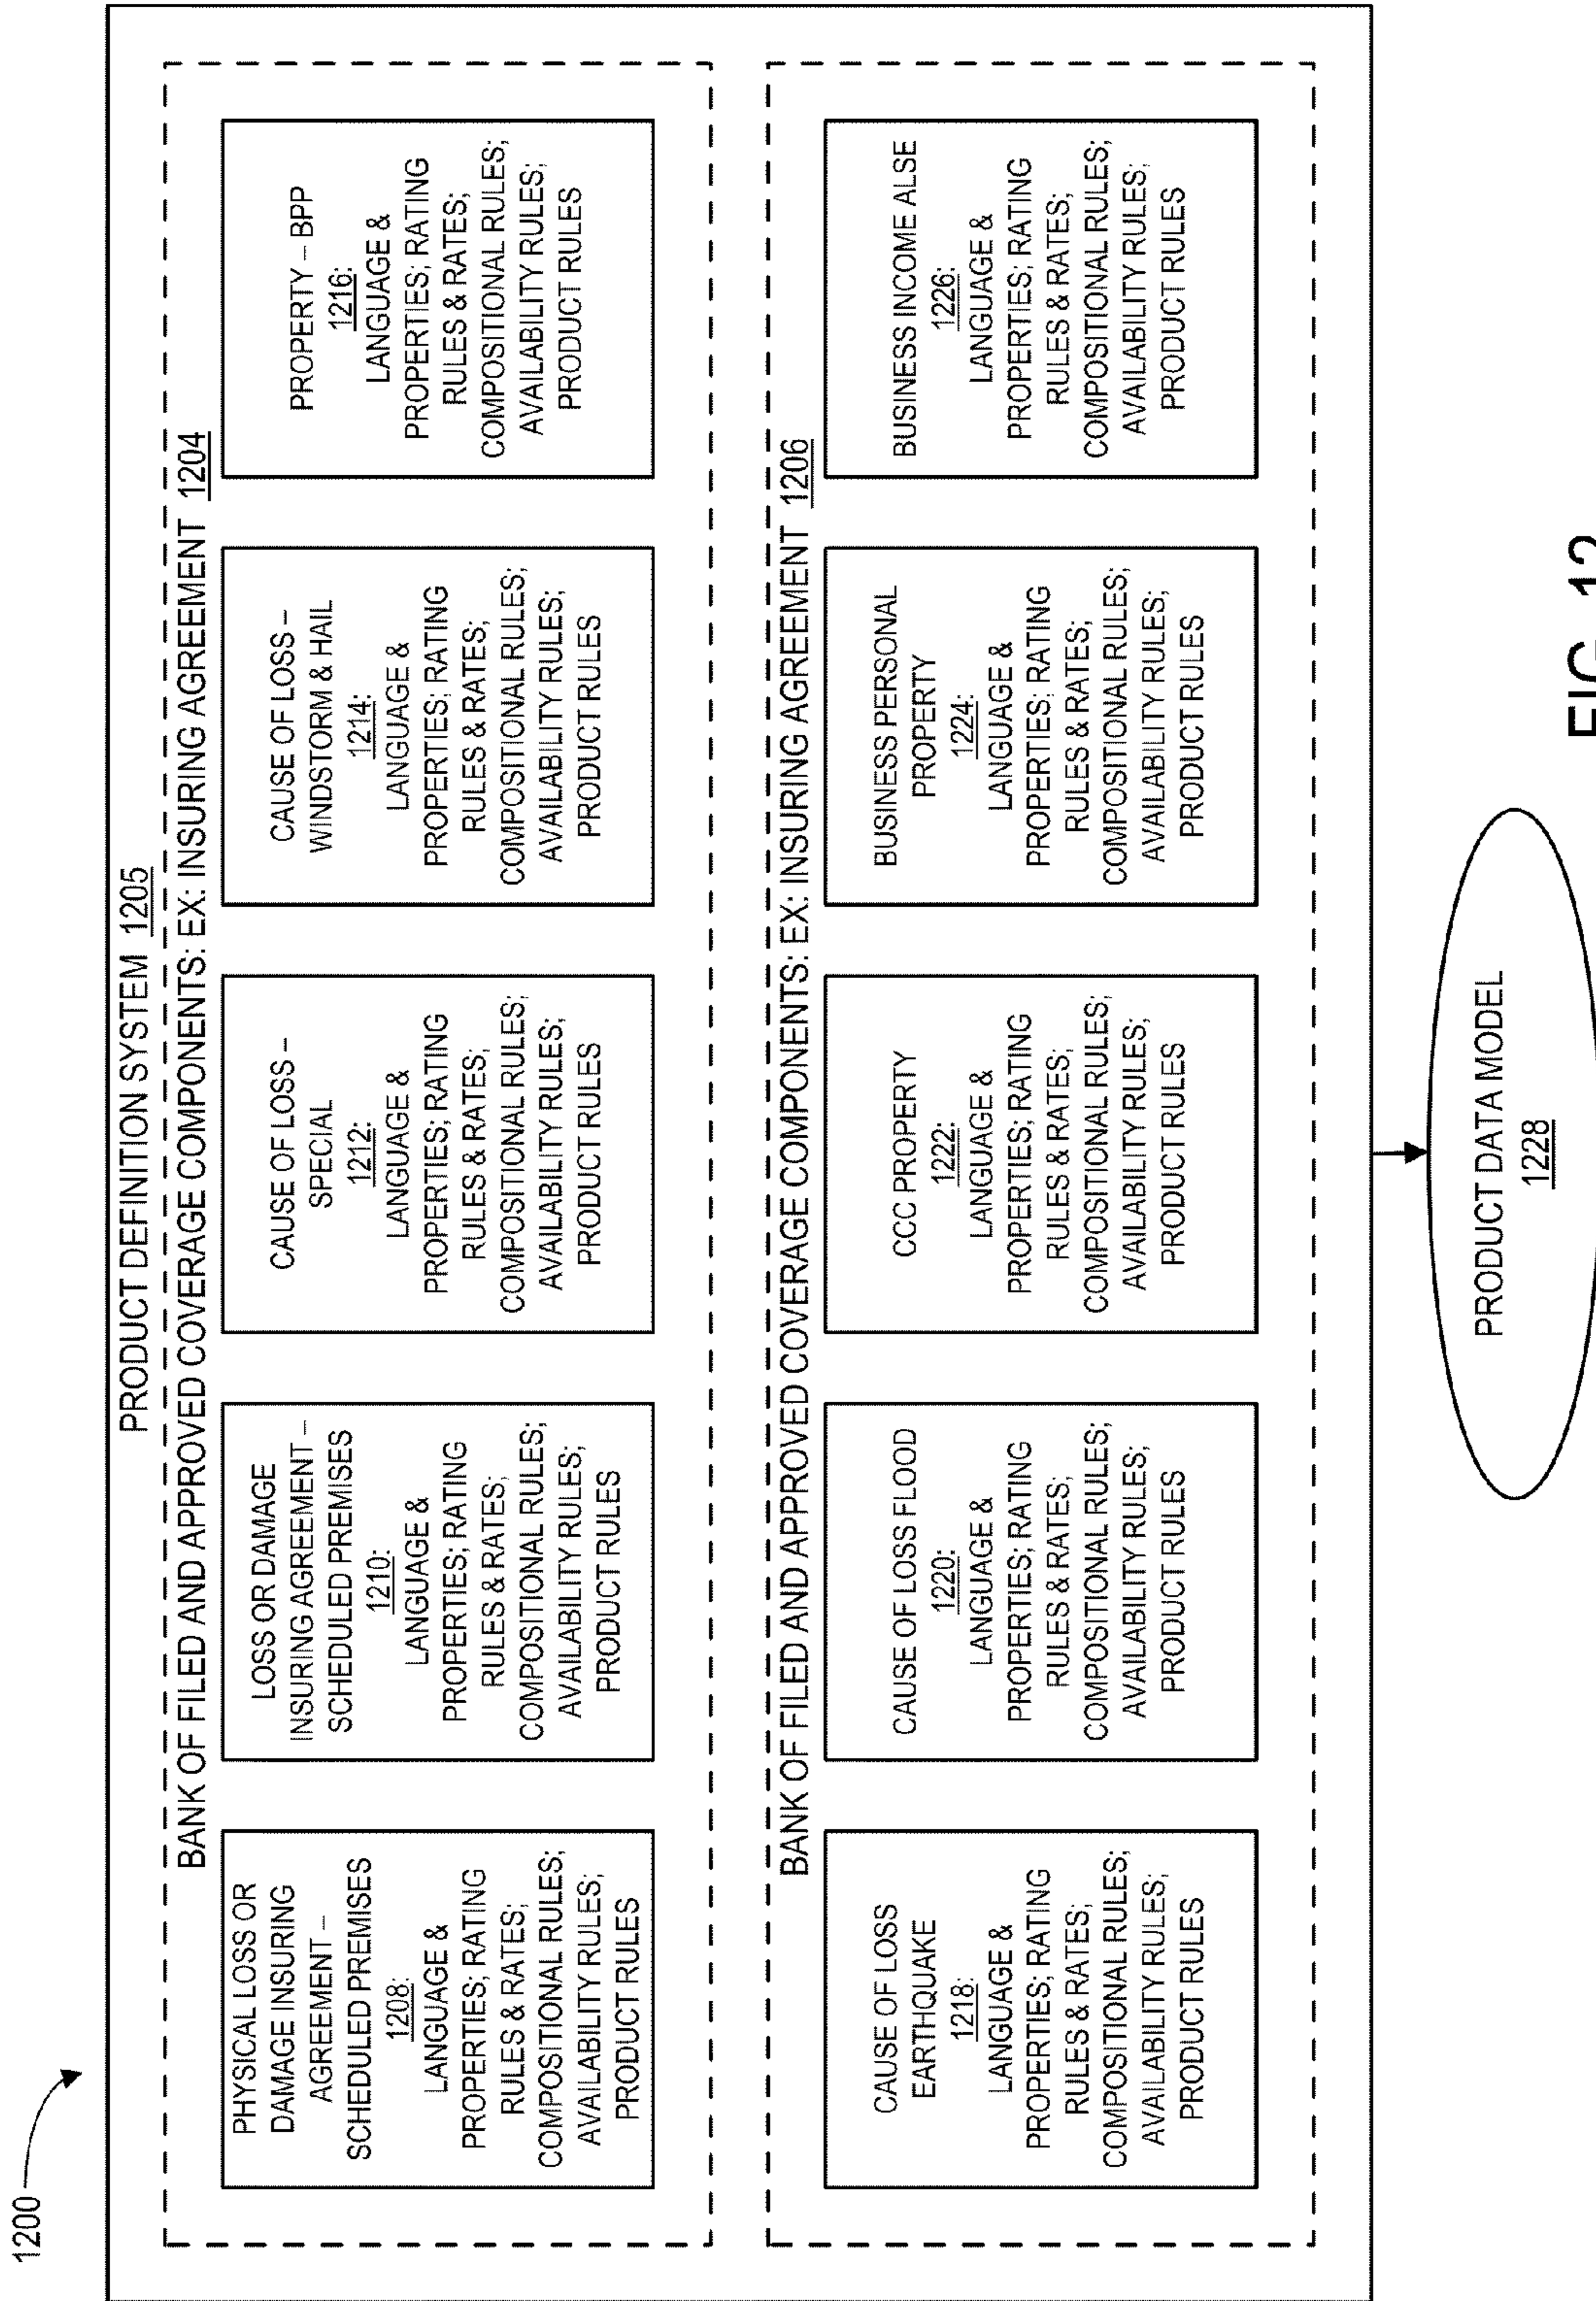 1200
PRODUCT DEFINITION SYSTEM 1205
BANK OF FILED AND APPROVED COVERAGE COMPONENTS: EX: INSURING AGREEMENT 1204
PHYSICAL LOSS OR
DAMAGE INSURING
AGREEMENT –
SCHEDULED PREMISES
1208:
LANGUAGE &
PROPERTIES; RATING
RULES & RATES;
COMPOSITIONAL RULES;
AVAILABILITY RULES;
PRODUCT RULES
LOSS OR DAMAGE
INSURING AGREEMENT –
SCHEDULED PREMISES
1210:
LANGUAGE &
PROPERTIES; RATING
RULES & RATES;
COMPOSITIONAL RULES;
AVAILABILITY RULES;
PRODUCT RULES
CAUSE OF LOSS –
SPECIAL
1212:
LANGUAGE &
PROPERTIES; RATING
RULES & RATES;
COMPOSITIONAL RULES;
AVAILABILITY RULES;
PRODUCT RULES
CAUSE OF LOSS –
WINDSTORM & HAIL
1214:
LANGUAGE &
PROPERTIES; RATING
RULES & RATES;
COMPOSITIONAL RULES;
AVAILABILITY RULES;
PRODUCT RULES
PROPERTY – BPP
1216:
LANGUAGE &
PROPERTIES; RATING
RULES & RATES;
COMPOSITIONAL RULES;
AVAILABILITY RULES;
PRODUCT RULES
BANK OF FILED AND APPROVED COVERAGE COMPONENTS: EX: INSURING AGREEMENT 1206
CAUSE OF LOSS
EARTHQUAKE
1218:
LANGUAGE &
PROPERTIES; RATING
RULES & RATES;
COMPOSITIONAL RULES;
AVAILABILITY RULES;
PRODUCT RULES
CAUSE OF LOSS FLOOD
1220:
LANGUAGE &
PROPERTIES; RATING
RULES & RATES;
COMPOSITIONAL RULES;
AVAILABILITY RULES;
PRODUCT RULES
CCC PROPERTY
1222:
LANGUAGE &
PROPERTIES; RATING
RULES & RATES;
COMPOSITIONAL RULES;
AVAILABILITY RULES;
PRODUCT RULES
BUSINESS PERSONAL
PROPERTY
1224:
LANGUAGE &
PROPERTIES; RATING
RULES & RATES;
COMPOSITIONAL RULES;
AVAILABILITY RULES;
PRODUCT RULES
BUSINESS INCOME ALSE
1226:
LANGUAGE &
PROPERTIES; RATING
RULES & RATES;
COMPOSITIONAL RULES;
AVAILABILITY RULES;
PRODUCT RULES
PRODUCT DATA MODEL
1228
FIG. 12